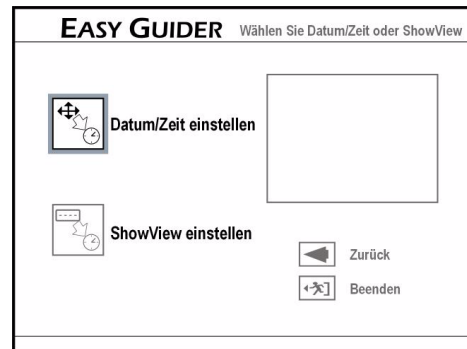 EASY GUIDER Wählen Sie Datum/Zeit oder ShowView
Datum/Zeit einstellen
ShowView einstellen
Zurück
Beenden